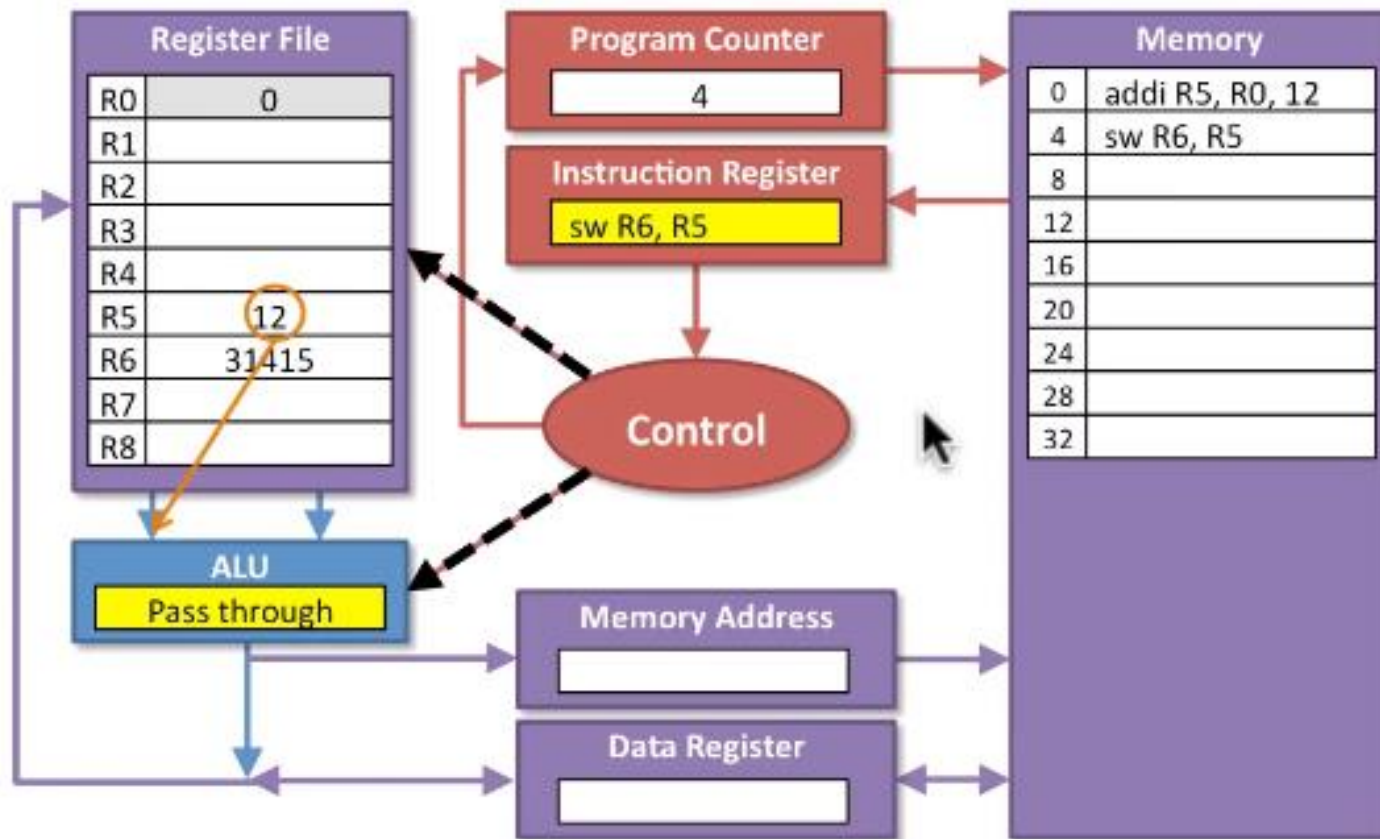 Register File
R0 0
R1
R2
R3
R4
R5 12
R6 31415
R7
R8
ALU
Pass through
Program Counter
4
Instruction Register
sw R6, R5
Control
Memory Address
Data Register
Memory
0 addi R5, R0, 12
4 sw R6, R5
8
12
16
20
24
28
32